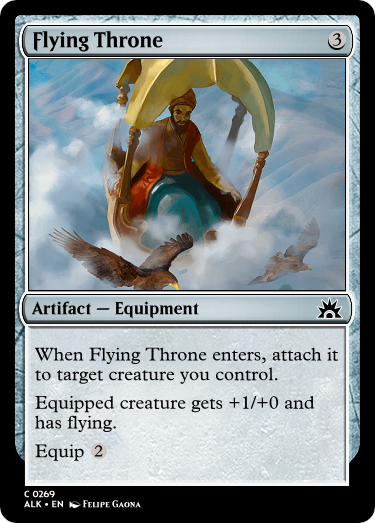 Flying Throne 3
Artifact — Equipment
When Flying Throne enters, attach it
to target creature you control.
Equipped creature gets +1/+0 and
has flying.
Equip 2
C 0269
ALK • EN Felipe Gaona